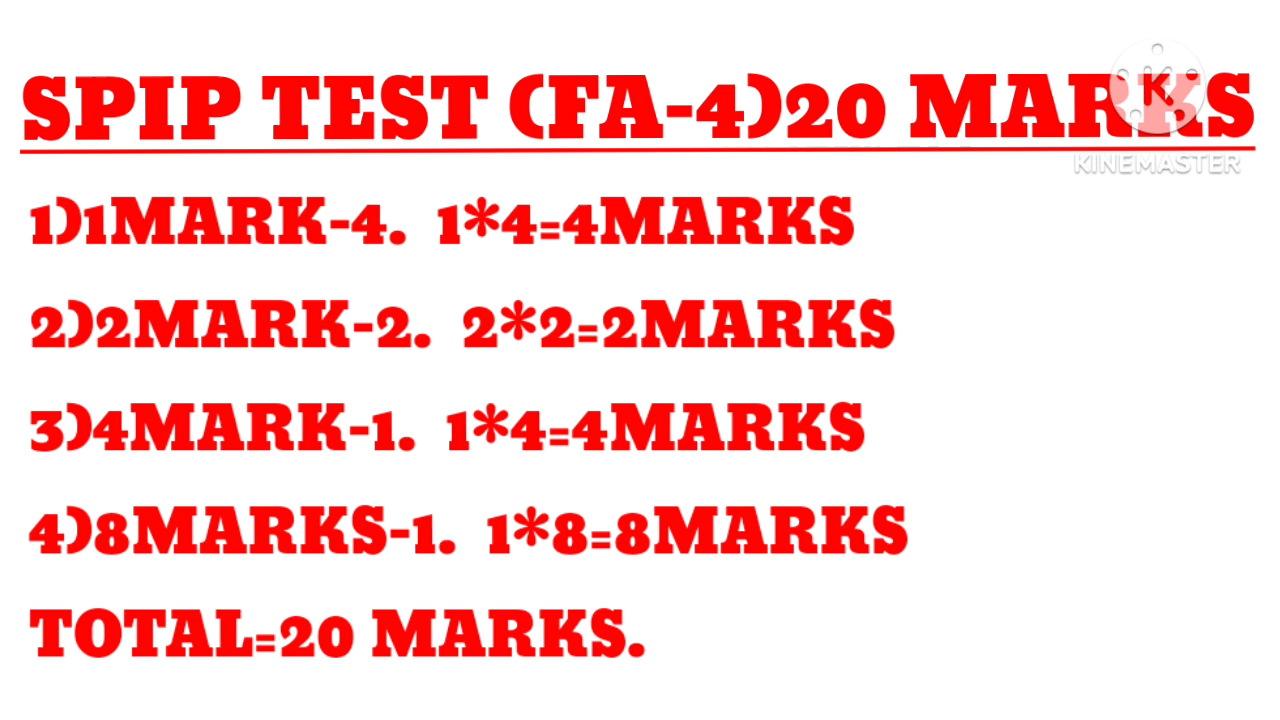 SPIP TEST (FA-4)20 MARKS
K
KINEMASTER
1)1MARK-4. 1*4=4MARKS
2)2MARK-2. 2*2=2MARKS
3)4MARK-1. 1*4=4MARKS
4)8MARKS-1. 1*8=8MARKS
TOTAL=20 MARKS.